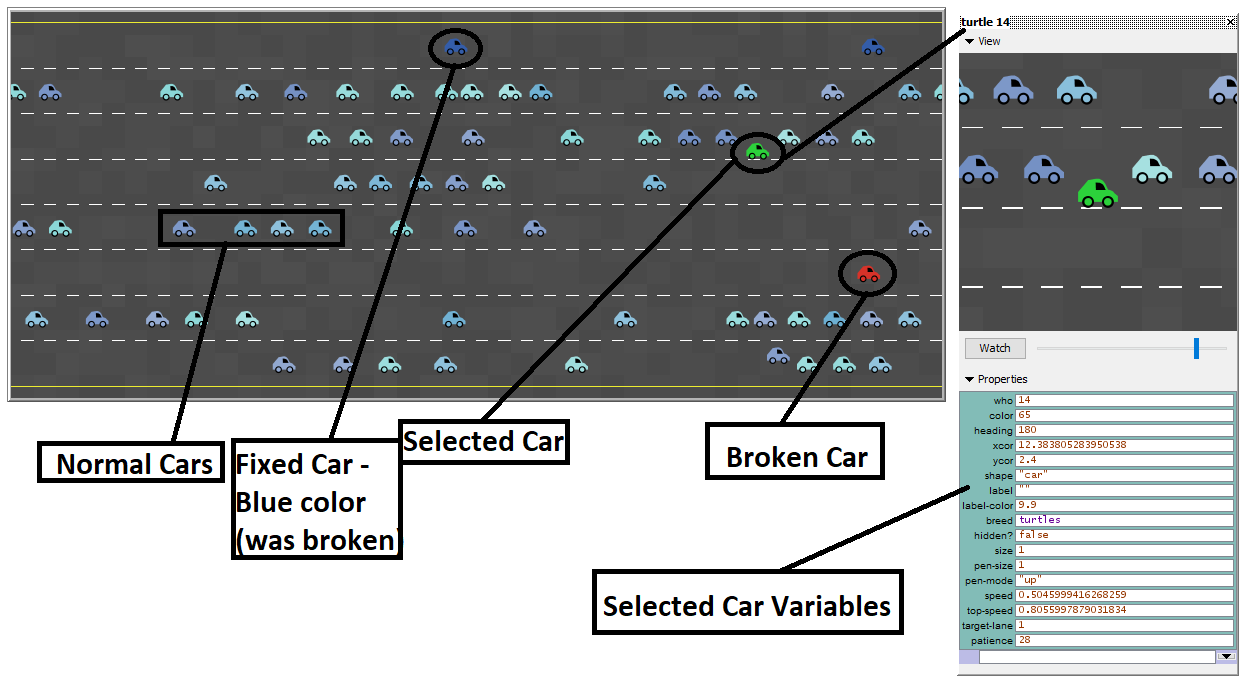 turtle 14
View
Watch
Properties
who 14
color 65
heading 180
xcor 12.383805283950538
ycor 2.4
shape "car"
label ""
label-color 9.9
breed turtles
hidden? false
size 1
pen-size 1
pen-mode "up"
speed 0.5045999416268259
top-speed 0.8055997879031834
target-lane 1
patience 28
Normal Cars
Fixed Car -
Blue color
(was broken)
Selected Car
Broken Car
Selected Car Variables